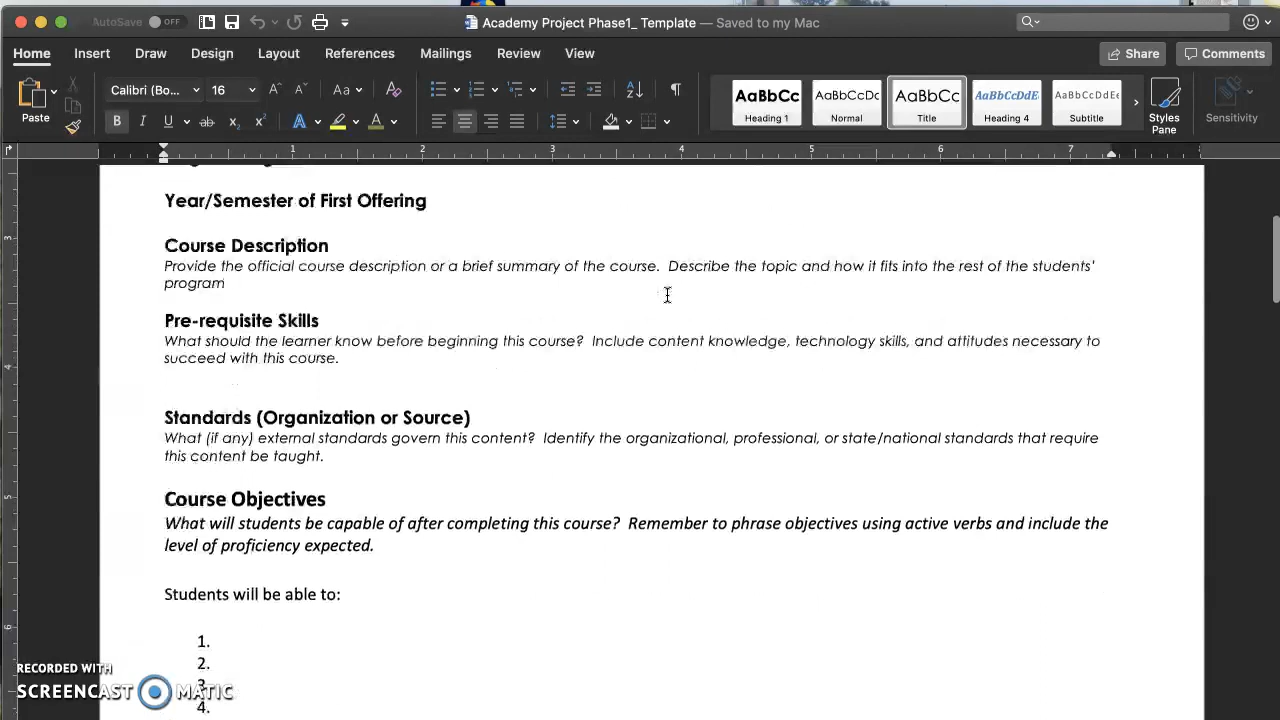 AutoSave OFF
Academy Project Phase1_ Template — Saved to my Mac
Home Insert Draw Design Layout References Mailings Review View Share Comments
Paste
Calibri (Bo... 16
AaBbCc AaBbCcDc AaBbCc AaBbCcDdE AaBbCcDdEe
Heading 1 Normal Title Heading 4 Subtitle
Styles Pane
Sensitivity
1 2 3 4 5 6 7
Year/Semester of First Offering
Course Description
Provide the official course description or a brief summary of the course. Describe the topic and how it fits into the rest of the students'
program
Pre-requisite Skills
What should the learner know before beginning this course? Include content knowledge, technology skills, and attitudes necessary to
succeed with this course.
Standards (Organization or Source)
What (if any) external standards govern this content? Identify the organizational, professional, or state/national standards that require
this content be taught.
Course Objectives
What will students be capable of after completing this course? Remember to phrase objectives using active verbs and include the
level of proficiency expected.
Students will be able to:
1.
2.
3
4.
RECORDED WITH
SCREENCAST MATIC